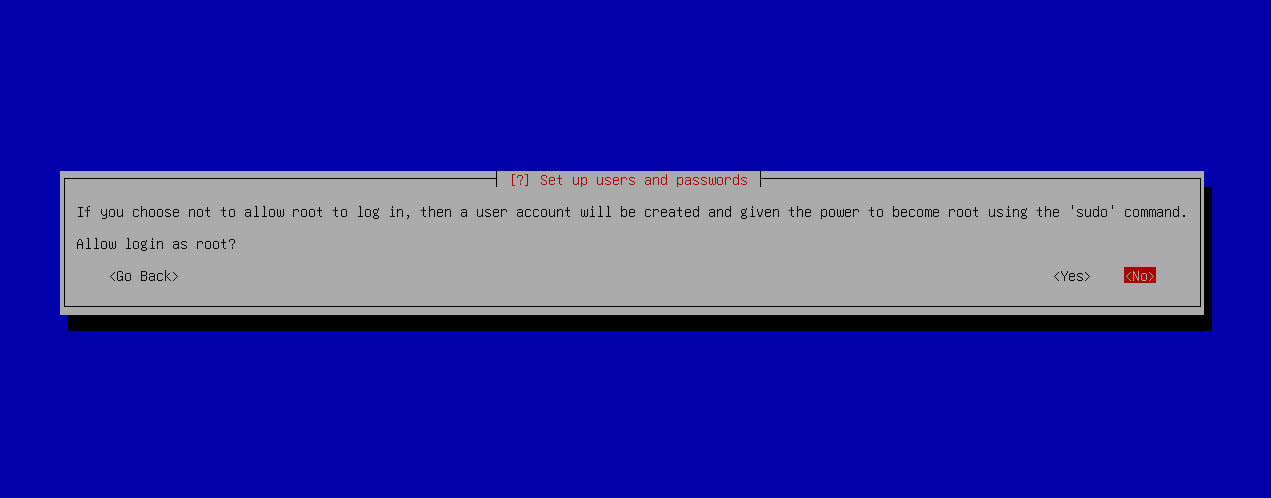 [?] Set up users and passwords
If you choose not to allow root to log in, then a user account will be created and given the power to become root using the 'sudo' command.
Allow login as root?
<Go Back> <Yes> <No>